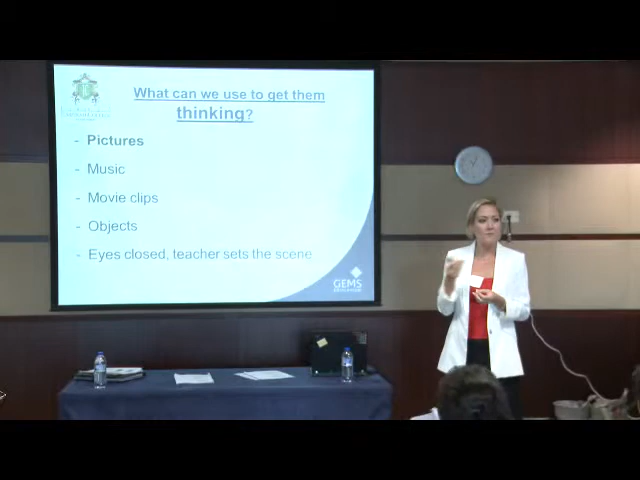 What can we use to get them
thinking?
- Pictures
- Music
- Movie clips
- Objects
- Eyes closed, teacher sets the scene
GEMS
EDUCATION